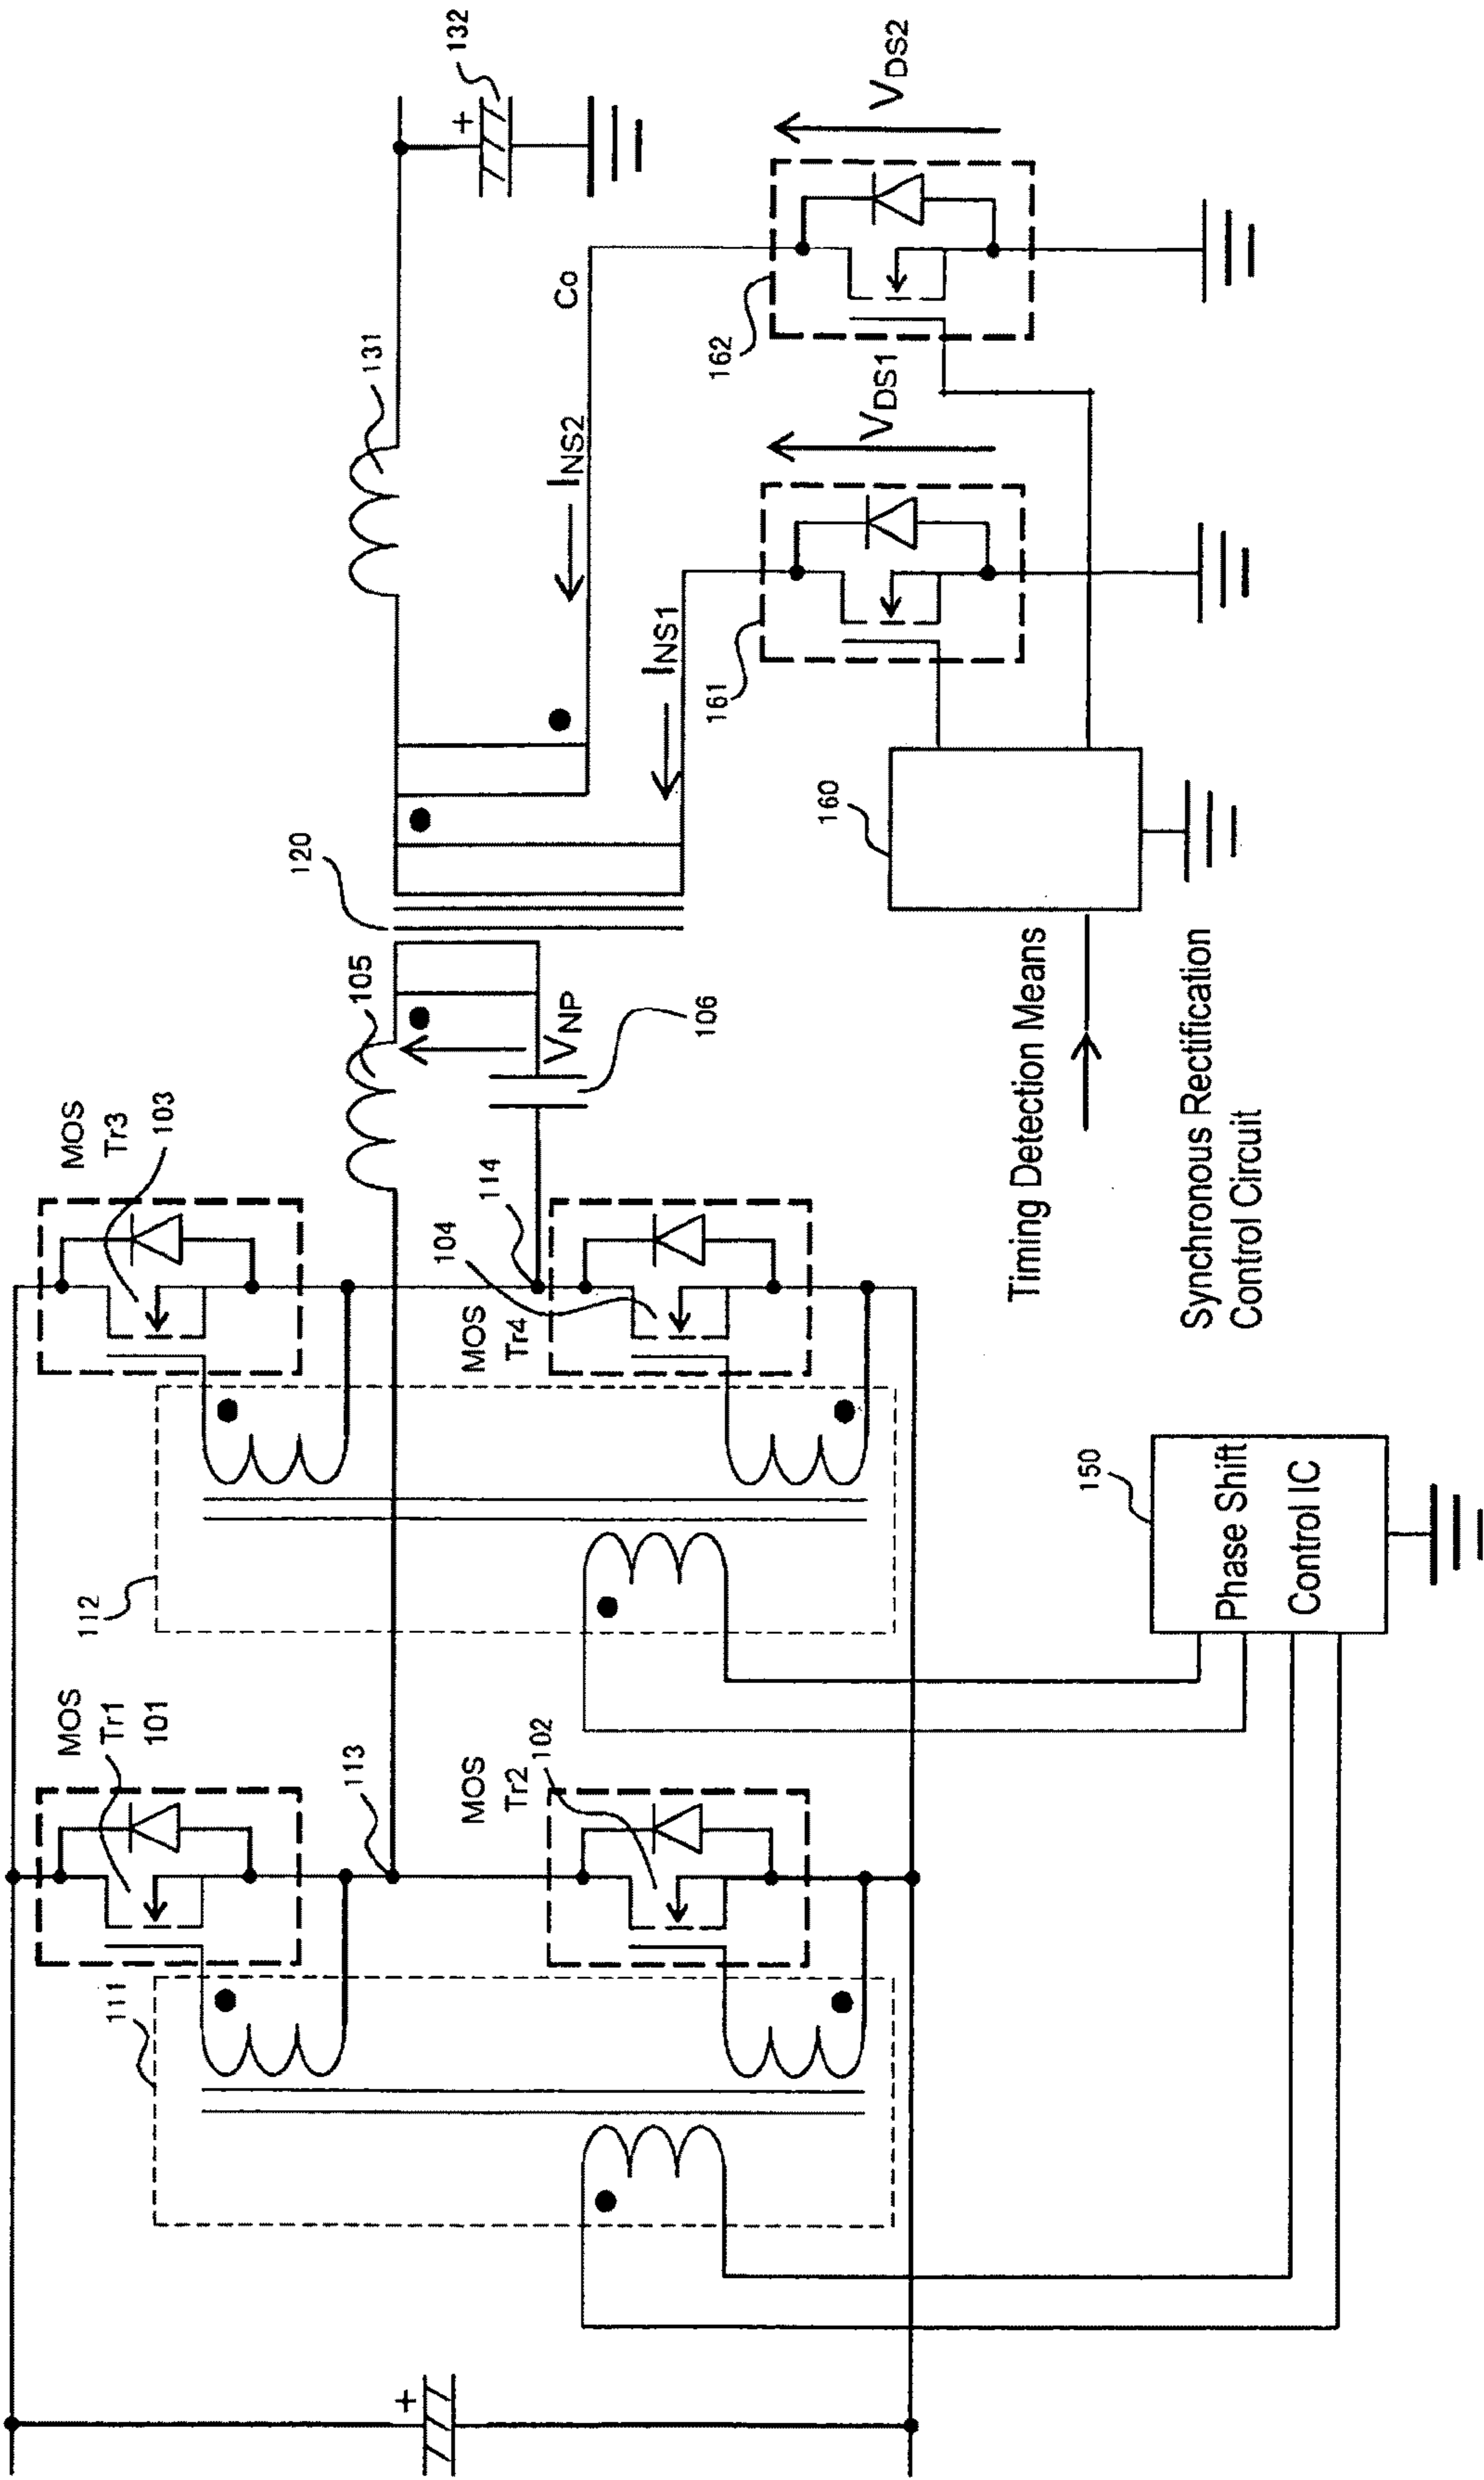 MOS
Tr1
101
MOS
Tr3
103
111
112
113
MOS
Tr2
102
114
104
MOS
Tr4
105
120
131
+
132
+
VNP
106
INS1
INS2
Co
161
VDS1
162
VDS2
160
Timing Detection Means
Synchronous Rectification
Control Circuit
150
Phase Shift
Control IC